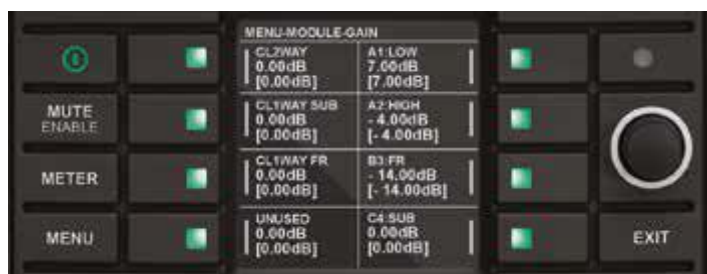 MENU-MODULE-GAIN
CL2WAY
0.00dB
[0.00dB]
A1:LOW
7.00dB
[7.00dB]
MUTE
ENABLE
CL1WAY SUB
0.00dB
[0.00dB]
A2:HIGH
- 4.00dB
[- 4.00dB]
METER
CL1WAY FR
0.00dB
[0.00dB]
B3:FR
- 14.00dB
[- 14.00dB]
MENU
UNUSED
0.00dB
[0.00dB]
C4:SUB
0.00dB
[0.00dB]
EXIT